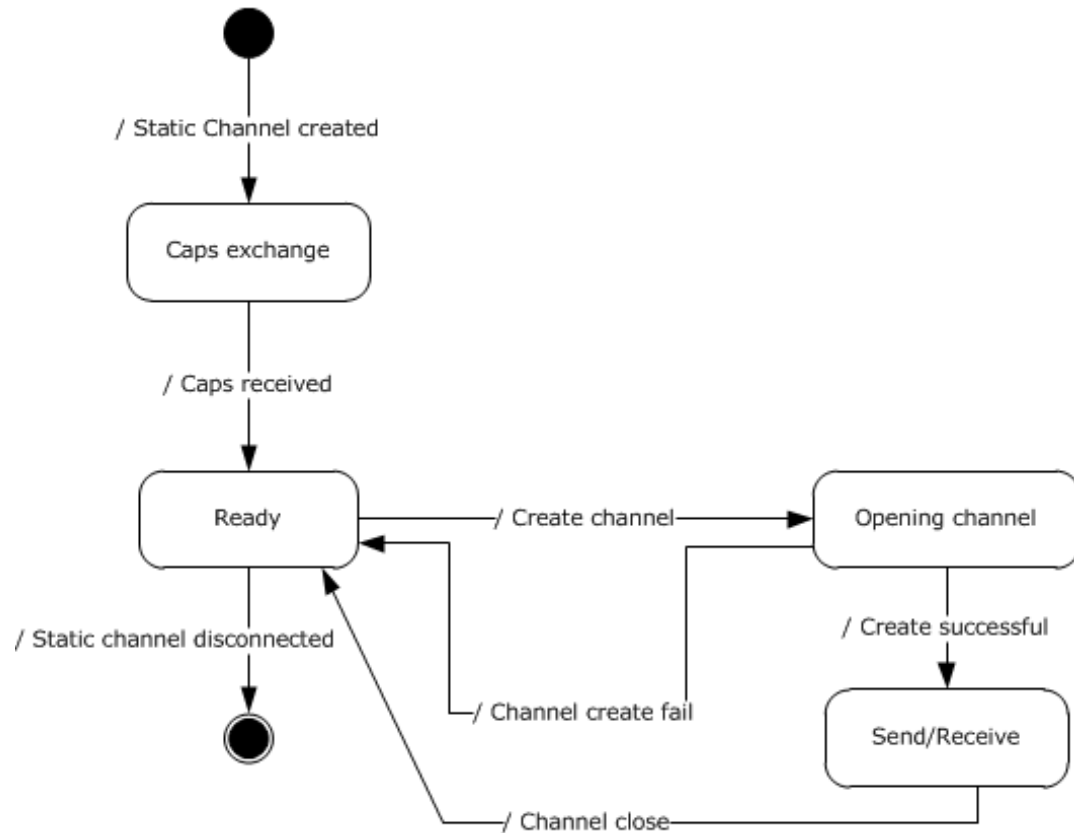 / Static Channel created
Caps exchange
/ Caps received
Ready
/ Create channel
Opening channel
/ Create successful
/ Static channel disconnected
/ Channel create fail
Send/Receive
/ Channel close